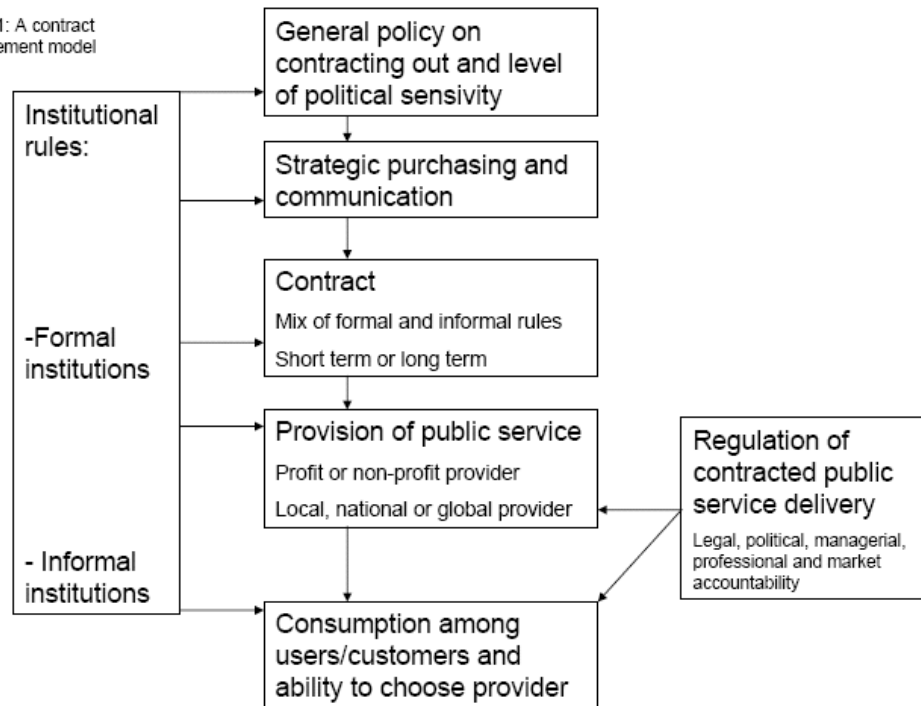 1: A contract
ement model
General policy on
contracting out and level
of political sensivity
Institutional
rules:
-Formal
institutions
- Informal
institutions
Strategic purchasing and
communication
Contract
Mix of formal and informal rules
Short term or long term
Provision of public service
Profit or non-profit provider
Local, national or global provider
Regulation of
contracted public
service delivery
Legal, political, managerial,
professional and market
accountability
Consumption among
users/customers and
ability to choose provider